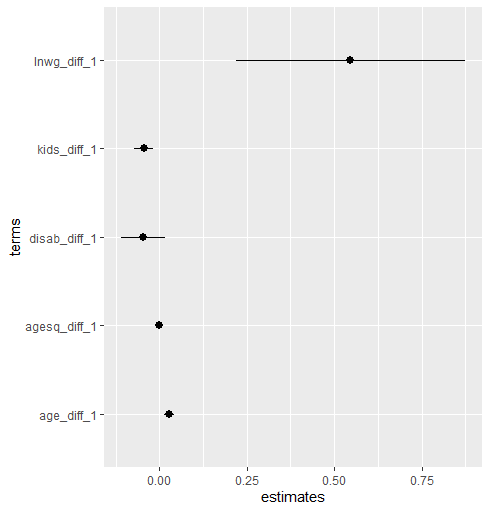 lnwg_diff_1
kids_diff_1
disab_diff_1
agesq_diff_1
age_diff_1
terms
0.00 0.25 0.50 0.75
estimates